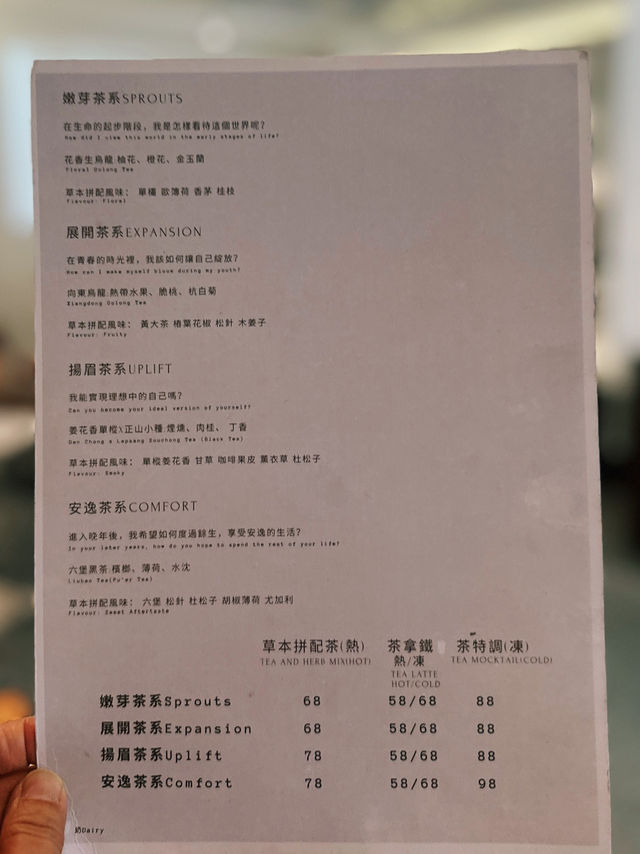 嫩芽茶系SPROUTS
在生命的起步階段，我是怎樣看待這個世界呢？
How did I view this world in the early stages of life?
花香生烏龍:柚花、橙花、金玉蘭
Floral Oolong Tea
草本拼配風味： 單欉 歐薄荷 香茅 桂枝
Flavour: Floral
展開茶系EXPANSION
在青春的時光裡，我該如何讓自己綻放？
How can I make myself bloom during my youth?
向東烏龍:熱帶水果、脆桃、杭白菊
Xiangdong Oolong Tea
草本拼配風味： 黃大茶 椿葉花椒 松針 木姜子
Flavour: Fruity
揚眉茶系UPLIFT
我能實現理想中的自己嗎？
Can you become your ideal version of yourself?
姜花香單樅X正山小種:煙燻、肉桂、 丁香
Dan Chong x Lapsang Souchong Tea (Black Tea)
草本拼配風味： 單樅姜花香 甘草 咖啡果皮 薰衣草 杜松子
Flavour: Smoky
安逸茶系COMFORT
進入晚年後，我希望如何度過餘生，享受安逸的生活？
In your later years, how do you hope to spend the rest of your life?
六堡黑茶:檳榔、薄荷、水沈
Liubao Tea(Pu'er Tea)
草本拼配風味： 六堡 松針 杜松子 胡椒薄荷 尤加利
Flavour: Sweet Aftertaste
草本拼配茶(熱) 茶拿鐵 茶特調(凍)
TEA AND HERB MIX(HOT) 熱/凍 TEA MOCKTAIL(COLD)
TEA LATTE
HOT/COLD
嫩芽茶系Sprouts 68 58/68 88
展開茶系Expansion 68 58/68 88
揚眉茶系Uplift 78 58/68 88
安逸茶系Comfort 78 58/68 98
奶Dairy